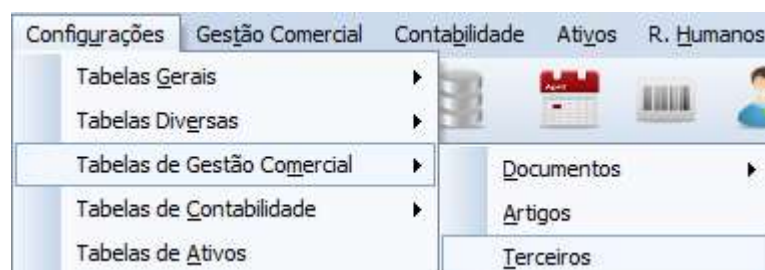 Configurações Gestão Comercial Contabilidade Ativos R. Humanos
Tabelas Gerais
Tabelas Diversas
Tabelas de Gestão Comercial
Tabelas de Contabilidade
Tabelas de Ativos
April
Documentos
Artigos
Terceiros